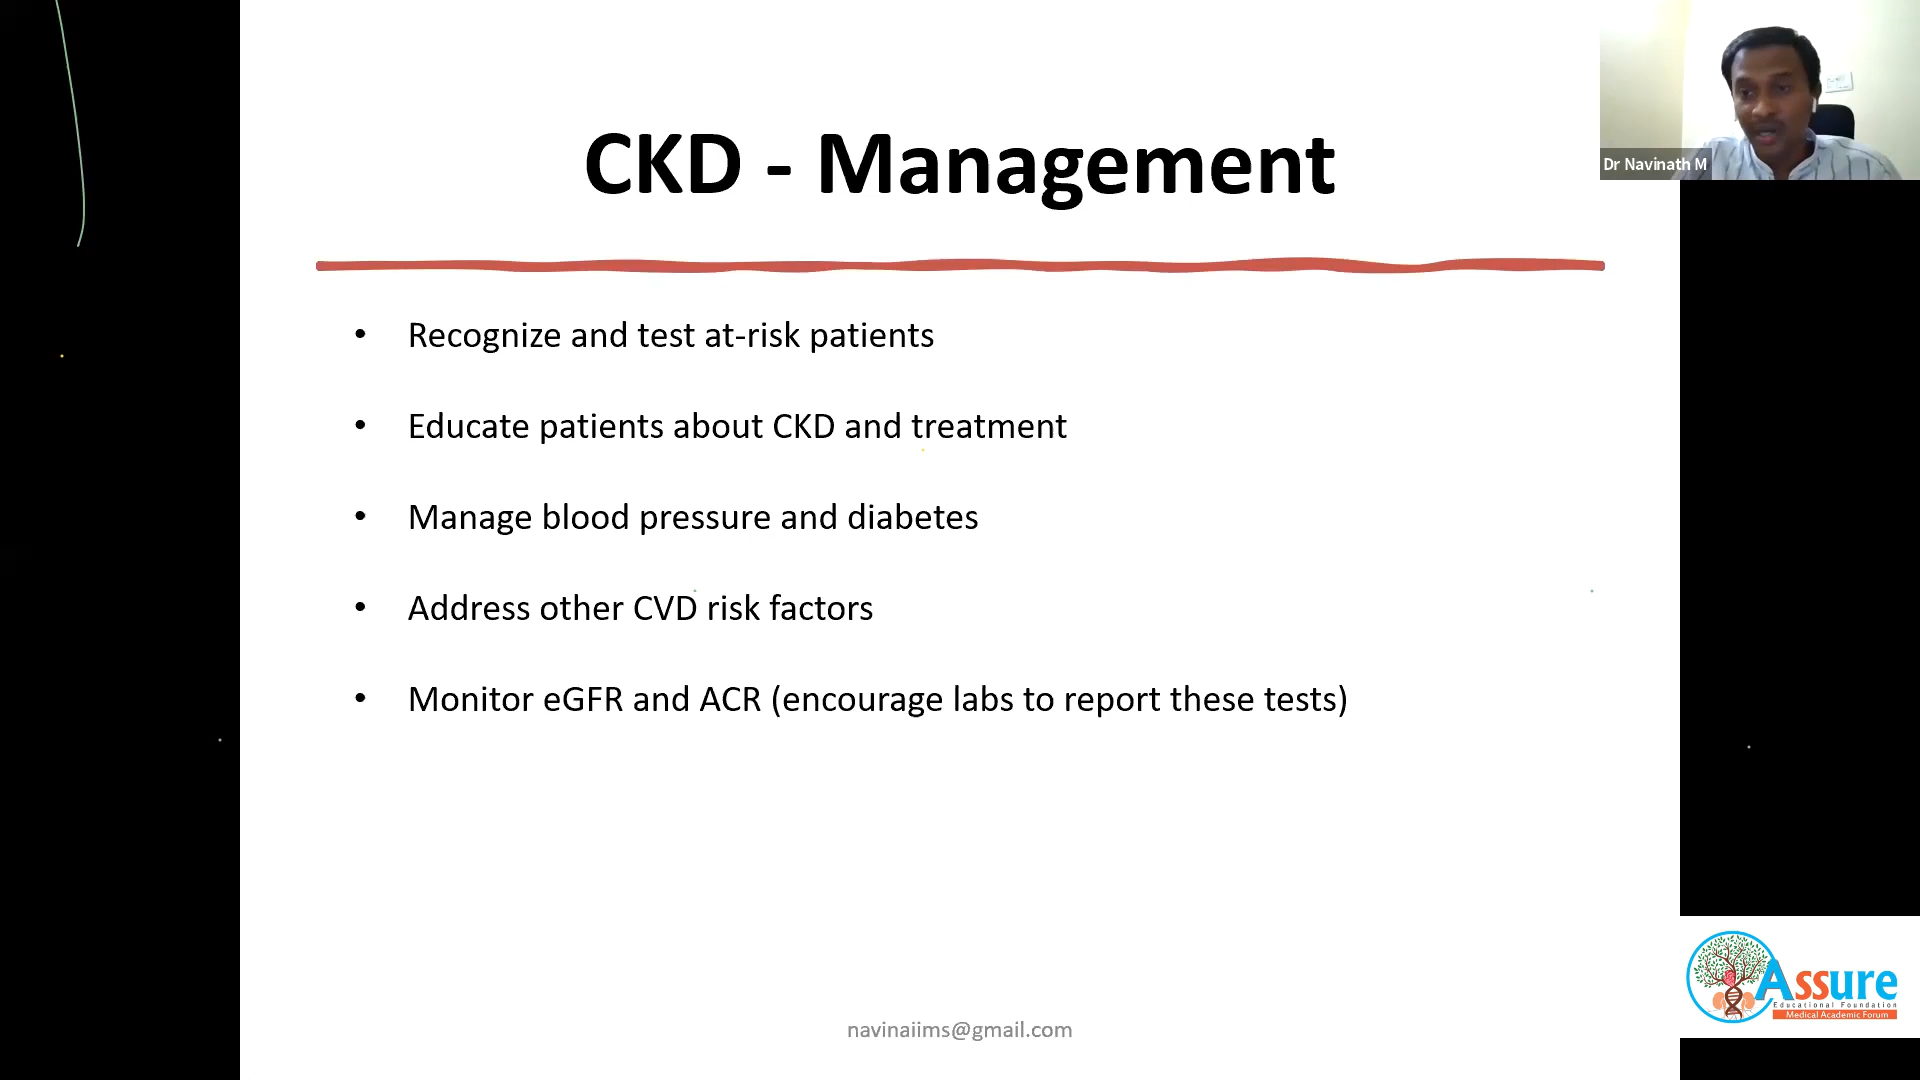 CKD - Management
Dr Navinath M
• Recognize and test at-risk patients
• Educate patients about CKD and treatment
• Manage blood pressure and diabetes
• Address other CVD risk factors
• Monitor eGFR and ACR (encourage labs to report these tests)
Assure
Educational Foundation
Medical Academic Forum
navinaiims@gmail.com